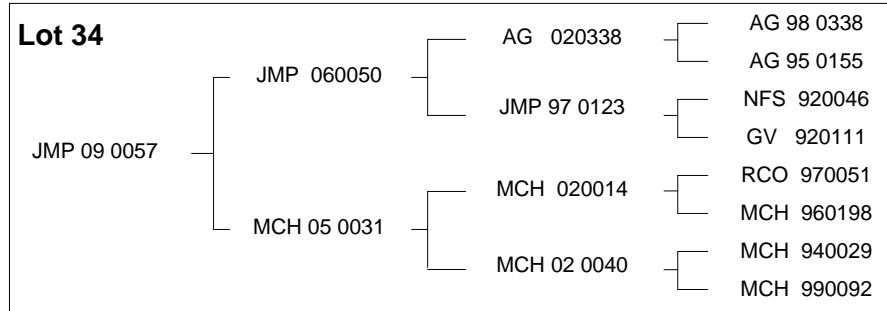 Lot 34
JMP 09 0057
JMP 060050
MCH 05 0031
AG 020338
JMP 97 0123
MCH 020014
MCH 02 0040
AG 98 0338
AG 95 0155
NFS 920046
GV 920111
RCO 970051
MCH 960198
MCH 940029
MCH 990092